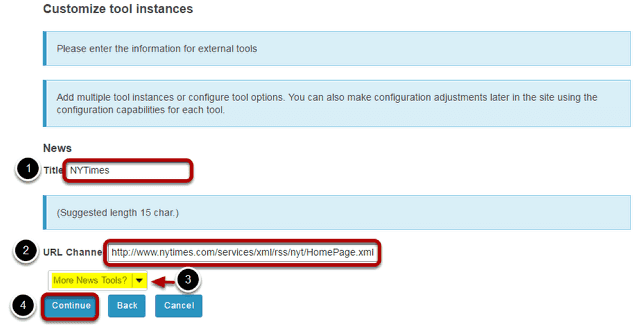 Customize tool instances
Please enter the information for external tools
Add multiple tool instances or configure tool options. You can also make configuration adjustments later in the site using the
configuration capabilities for each tool.
News
1 Title NYTimes
(Suggested length 15 char.)
2 URL Channel http://www.nytimes.com/services/xml/rss/nyt/HomePage.xml
More News Tools? 3
4 Continue Back Cancel